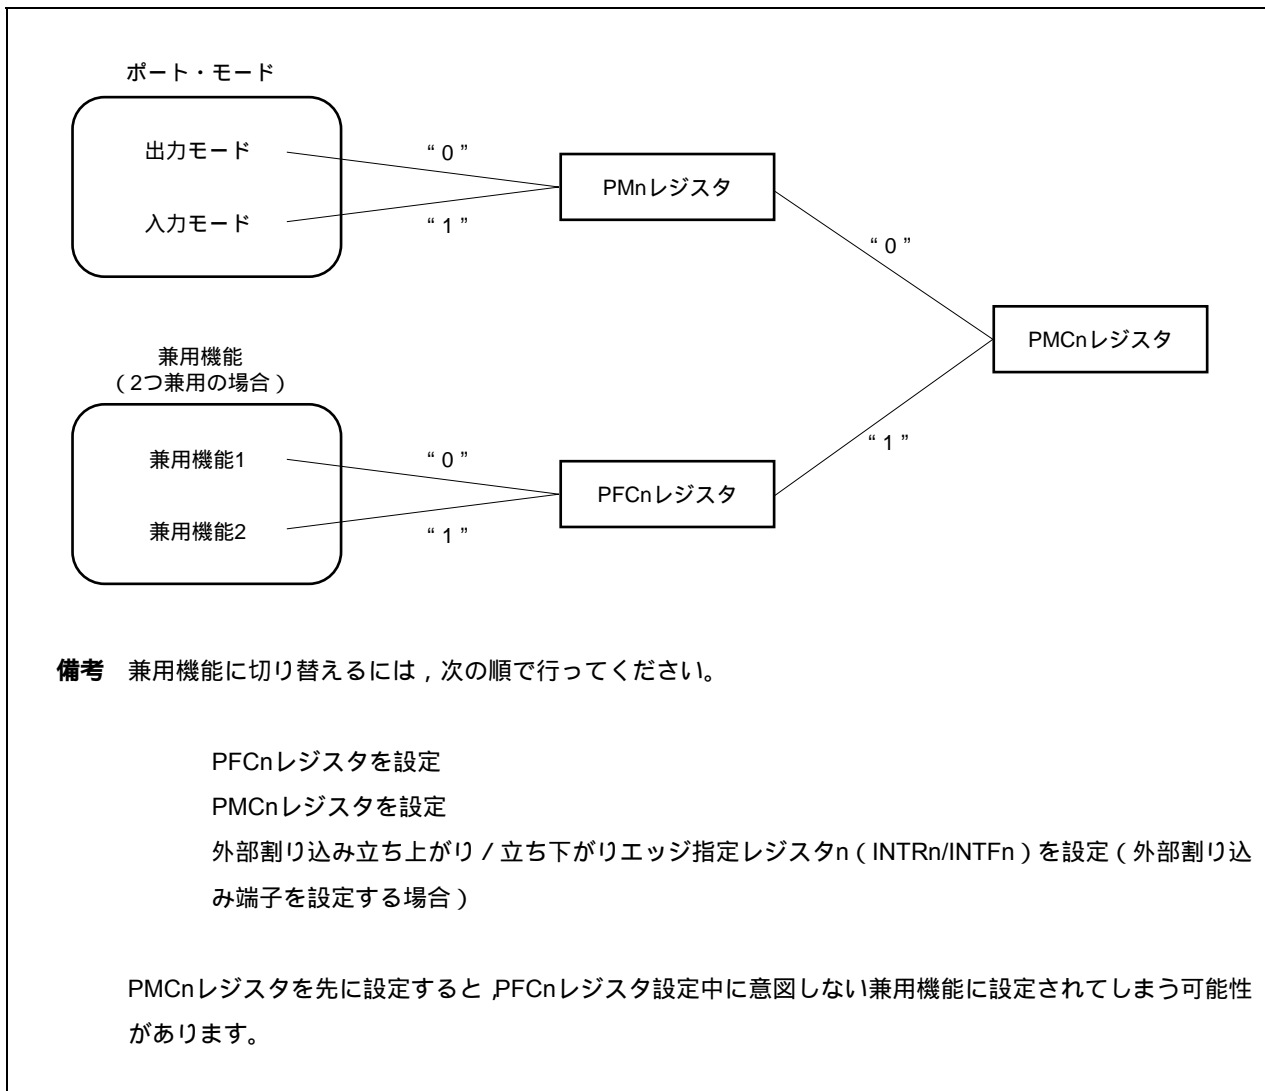 ポート・モード
出力モード
“ 0 ”
PMnレジスタ
入力モード
“ 1 ”
“ 0 ”
PMCnレジスタ
兼用機能
（2つ兼用の場合）
“ 1 ”
兼用機能1
“ 0 ”
PFCnレジスタ
兼用機能2
“ 1 ”
備考 兼用機能に切り替えるには，次の順で行ってください。
PFCnレジスタを設定
PMCnレジスタを設定
外部割り込み立ち上がり／立ち下がりエッジ指定レジスタn（INTRn/INTFn）を設定（外部割り込
み端子を設定する場合）
PMCnレジスタを先に設定すると，PFCnレジスタ設定中に意図しない兼用機能に設定されてしまう可能性
があります。